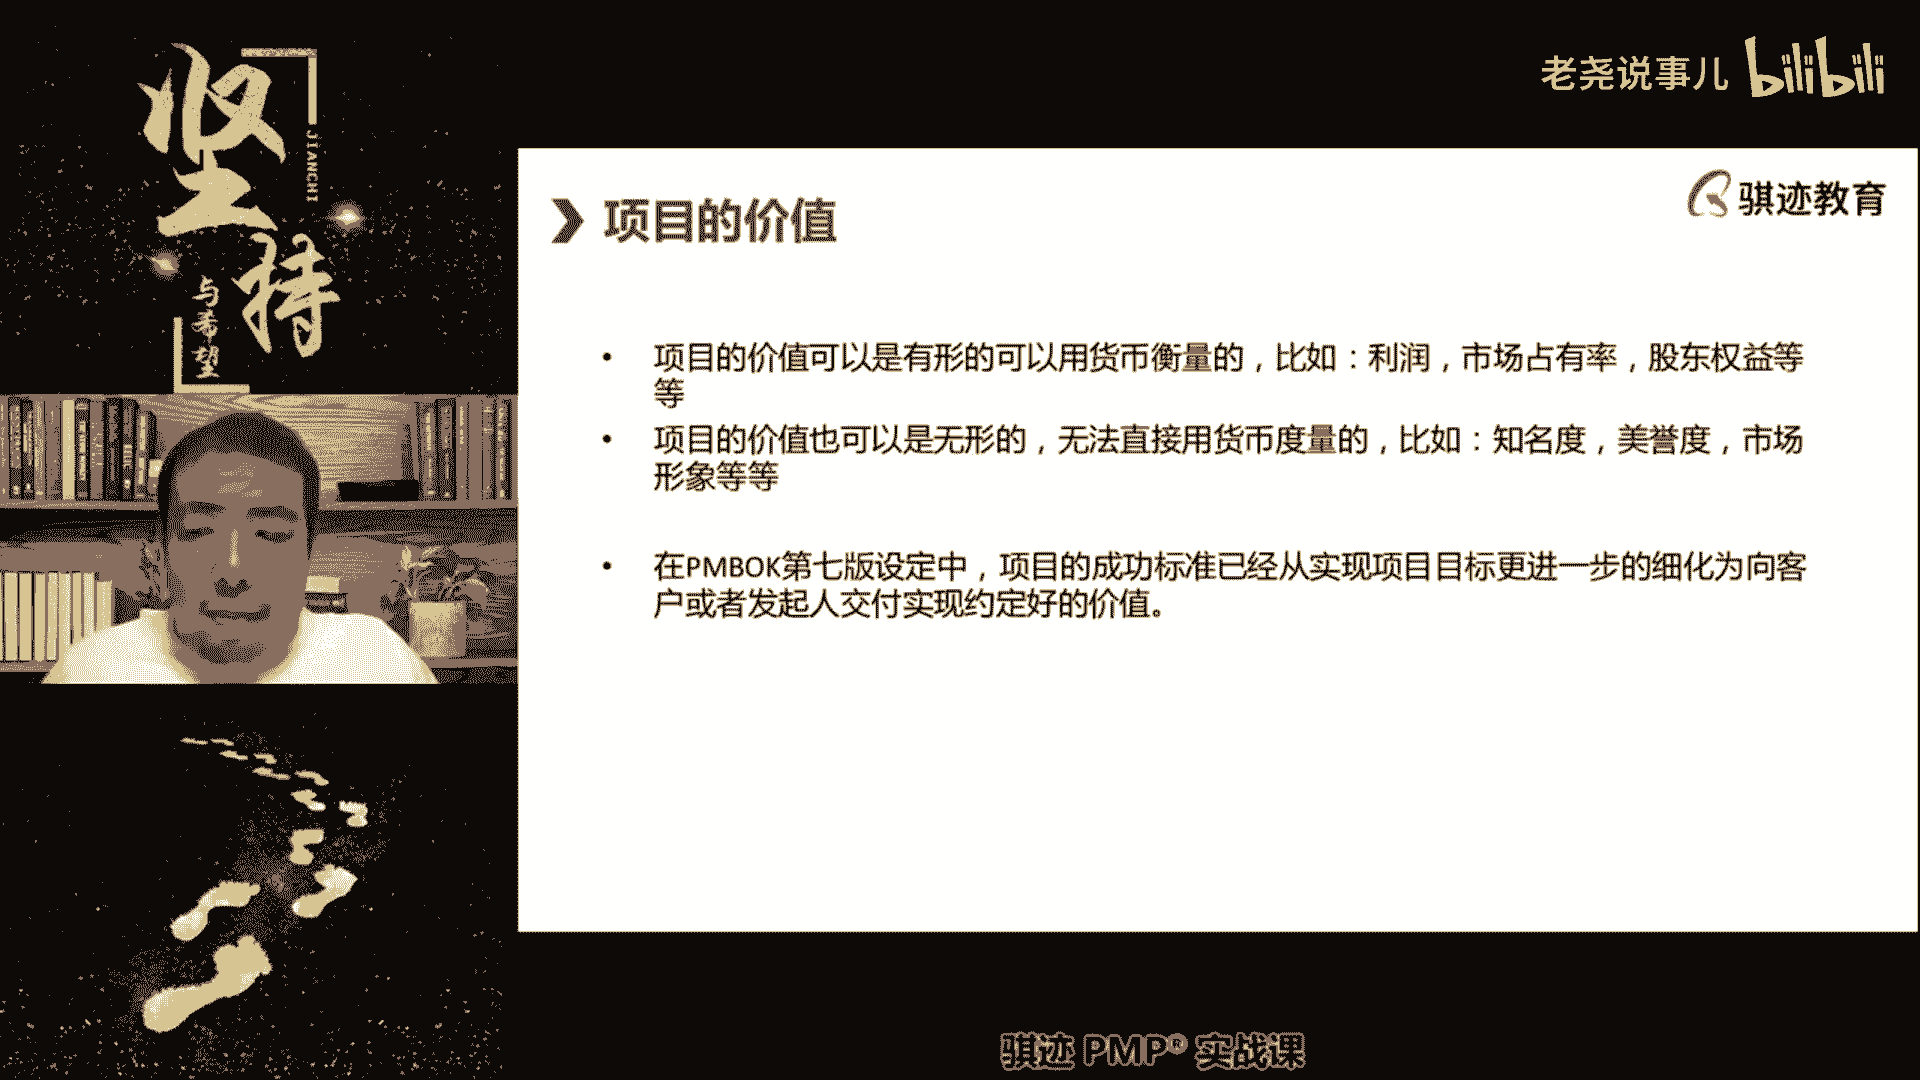 坚持
JIANCHI
与希望
老尧说事儿 bilibili
骐迹教育
项目的价值
• 项目的价值可以是有形的可以用货币衡量的，比如：利润，市场占有率，股东权益等
等
• 项目的价值也可以是无形的，无法直接用货币度量的，比如：知名度，美誉度，市场
形象等等
• 在PMBOK第七版设定中，项目的成功标准已经从实现项目目标更进一步的细化为向客
户或者发起人交付实现约定好的价值。
骐迹 PMP® 实战课